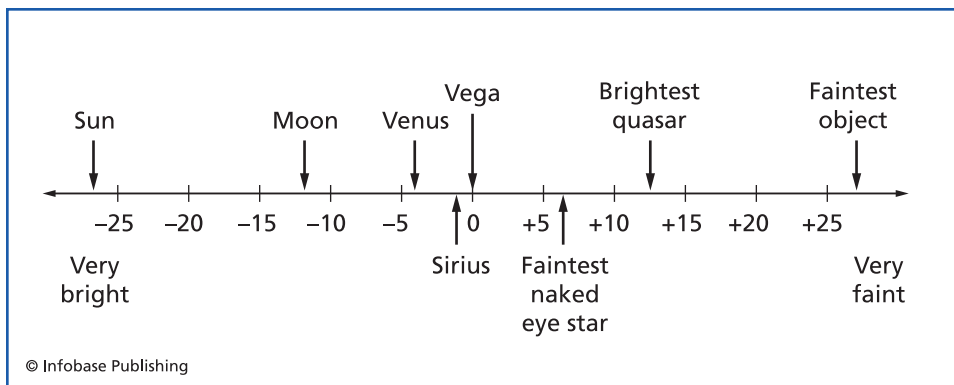 Vega
Sun
Moon
Venus
Brightest
quasar
Faintest
object
–25 –20 –15 –10 –5 0 +5 +10 +15 +20 +25
Very
bright
Sirius
Faintest
naked
eye star
Very
faint
© Infobase Publishing